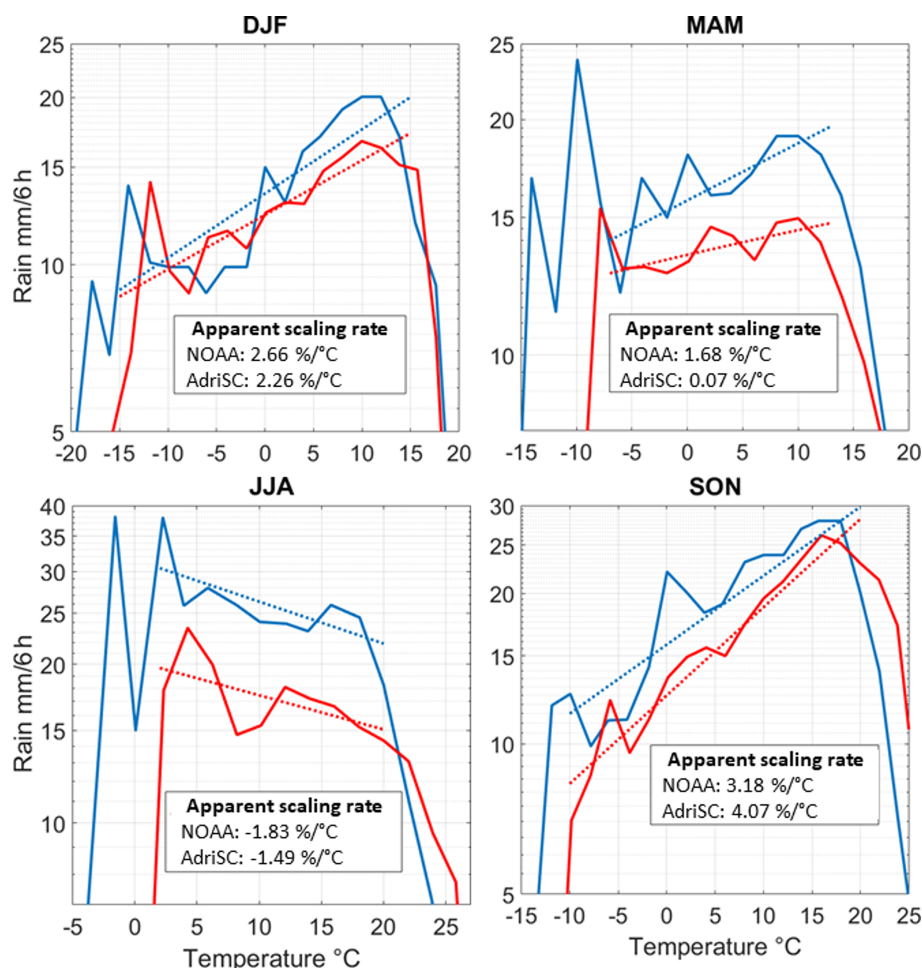 DJF
25
20
15
10
5
Rain mm/6h
Apparent scaling rate
NOAA: 2.66 %/°C
AdriSC: 2.26 %/°C
-20 -15 -10 -5 0 5 10 15 20
MAM
25
20
15
10
Apparent scaling rate
NOAA: 1.68 %/°C
AdriSC: 0.07 %/°C
-15 -10 -5 0 5 10 15 20
JJA
40
35
30
25
20
15
10
Rain mm/6h
Apparent scaling rate
NOAA: -1.83 %/°C
AdriSC: -1.49 %/°C
-5 0 5 10 15 20 25
Temperature °C
SON
30
25
20
15
10
5
Apparent scaling rate
NOAA: 3.18 %/°C
AdriSC: 4.07 %/°C
-15 -10 -5 0 5 10 15 20 25
Temperature °C